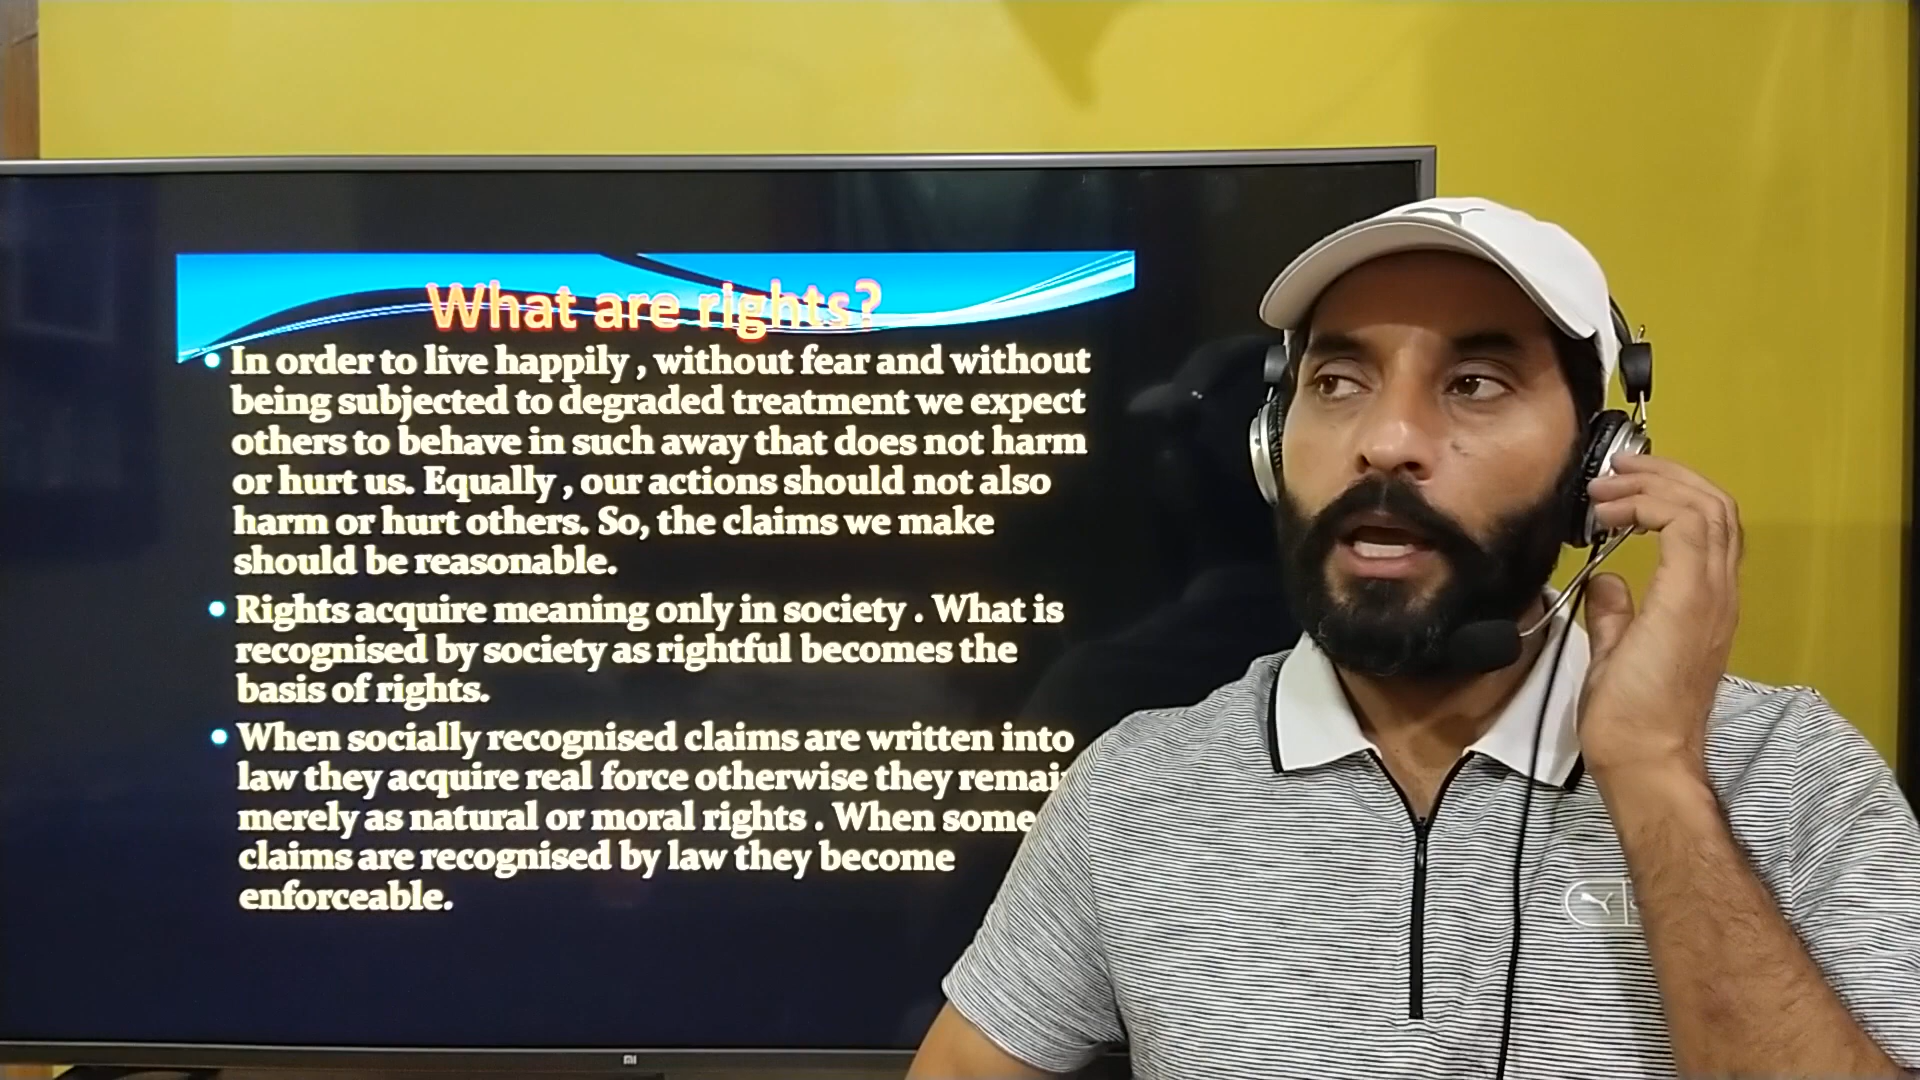 What are rights?
• In order to live happily , without fear and without
being subjected to degraded treatment we expect
others to behave in such away that does not harm
or hurt us. Equally , our actions should not also
harm or hurt others. So, the claims we make
should be reasonable.
• Rights acquire meaning only in society . What is
recognised by society as rightful becomes the
basis of rights.
• When socially recognised claims are written into
law they acquire real force otherwise they
merely as natural or moral rights . When some
claims are recognised by law they become
enforceable.
mi